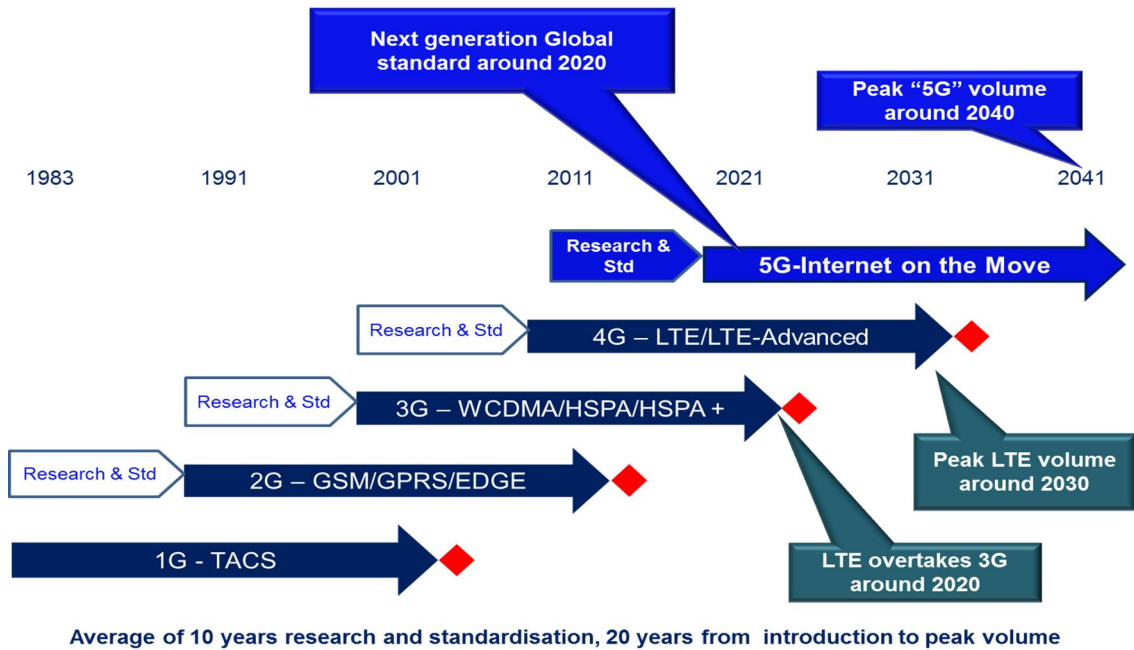 Next generation Global
standard around 2020
Peak “5G” volume
around 2040
1983 1991 2001 2011 2021 2031 2041
Research &
Std
5G-Internet on the Move
Research & Std
4G – LTE/LTE-Advanced
Research & Std
3G – WCDMA/HSPA/HSPA +
Research & Std
2G – GSM/GPRS/EDGE
Peak LTE volume
around 2030
1G - TACS
LTE overtakes 3G
around 2020
Average of 10 years research and standardisation, 20 years from introduction to peak volume